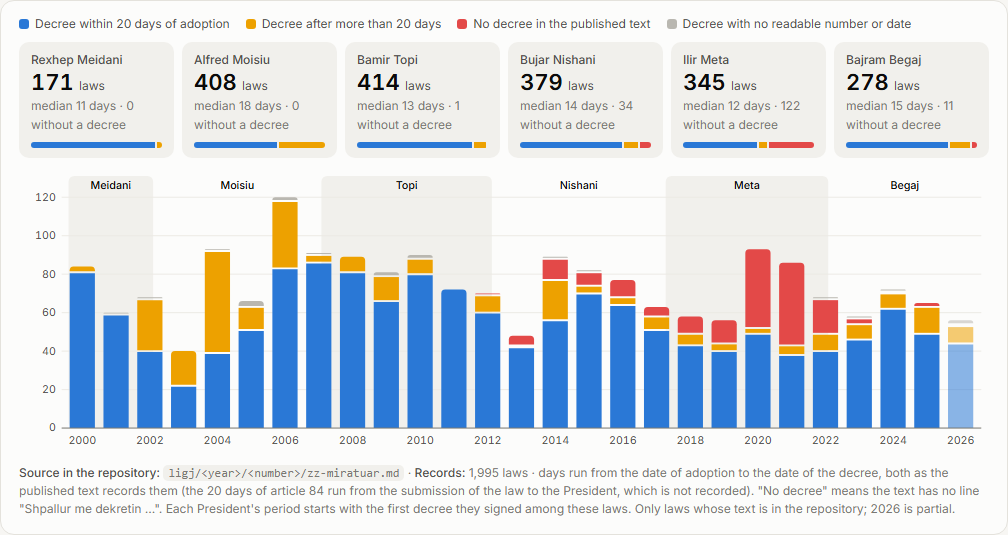 Decree within 20 days of adoption Decree after more than 20 days No decree in the published text Decree with no readable number or date
Rexhep Meidani
171 laws
median 11 days · 0
without a decree
Alfred Moisiu
408 laws
median 18 days · 0
without a decree
Bamir Topi
414 laws
median 13 days · 1
without a decree
Bujar Nishani
379 laws
median 14 days · 34
without a decree
Ilir Meta
345 laws
median 12 days · 122
without a decree
Bajram Begaj
278 laws
median 15 days · 11
without a decree
Meidani Moisiu Topi Nishani Meta Begaj
120
100
80
60
40
20
0
2000 2002 2004 2006 2008 2010 2012 2014 2016 2018 2020 2022 2024 2026
Source in the repository: ligj/<year>/<number>/zz-miratuar.md · Records: 1,995 laws · days run from the date of adoption to the date of the decree, both as the
published text records them (the 20 days of article 84 run from the submission of the law to the President, which is not recorded). "No decree" means the text has no line
"Shpallur me dekretin ...". Each President's period starts with the first decree they signed among these laws. Only laws whose text is in the repository; 2026 is partial.